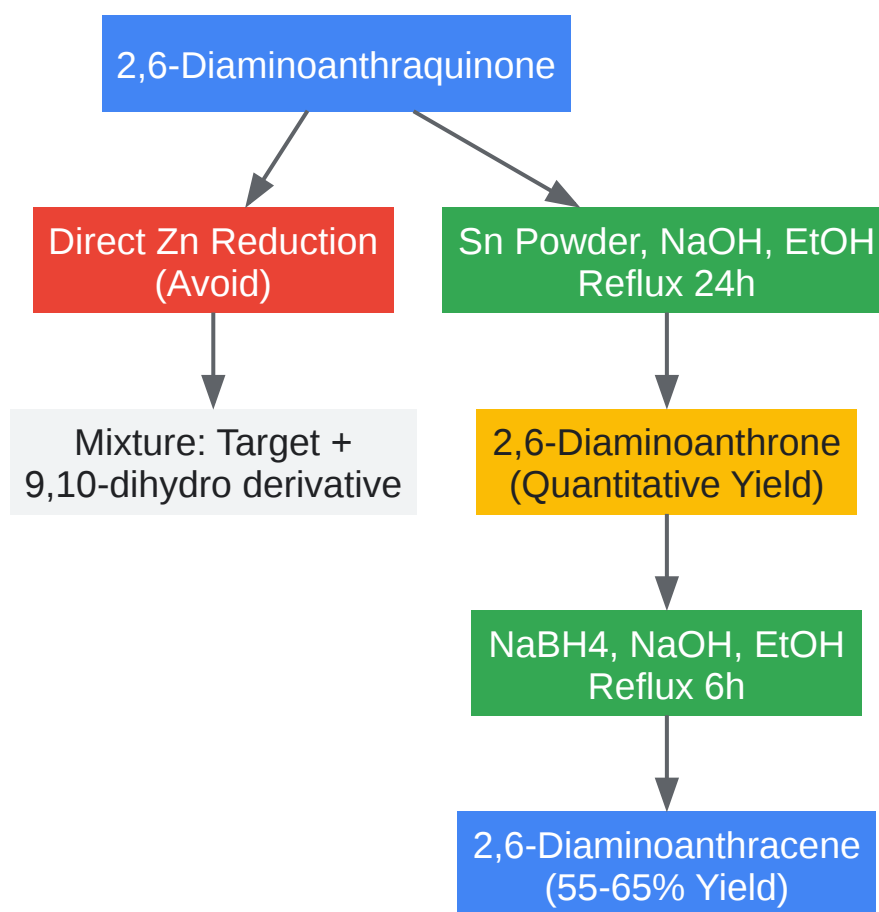 2,6-Diaminoanthraquinone
Direct Zn Reduction
(Avoid)
Sn Powder, NaOH, EtOH
Reflux 24h
Mixture: Target +
9,10-dihydro derivative
2,6-Diaminoanthrone
(Quantitative Yield)
NaBH4, NaOH, EtOH
Reflux 6h
2,6-Diaminoanthracene
(55-65% Yield)